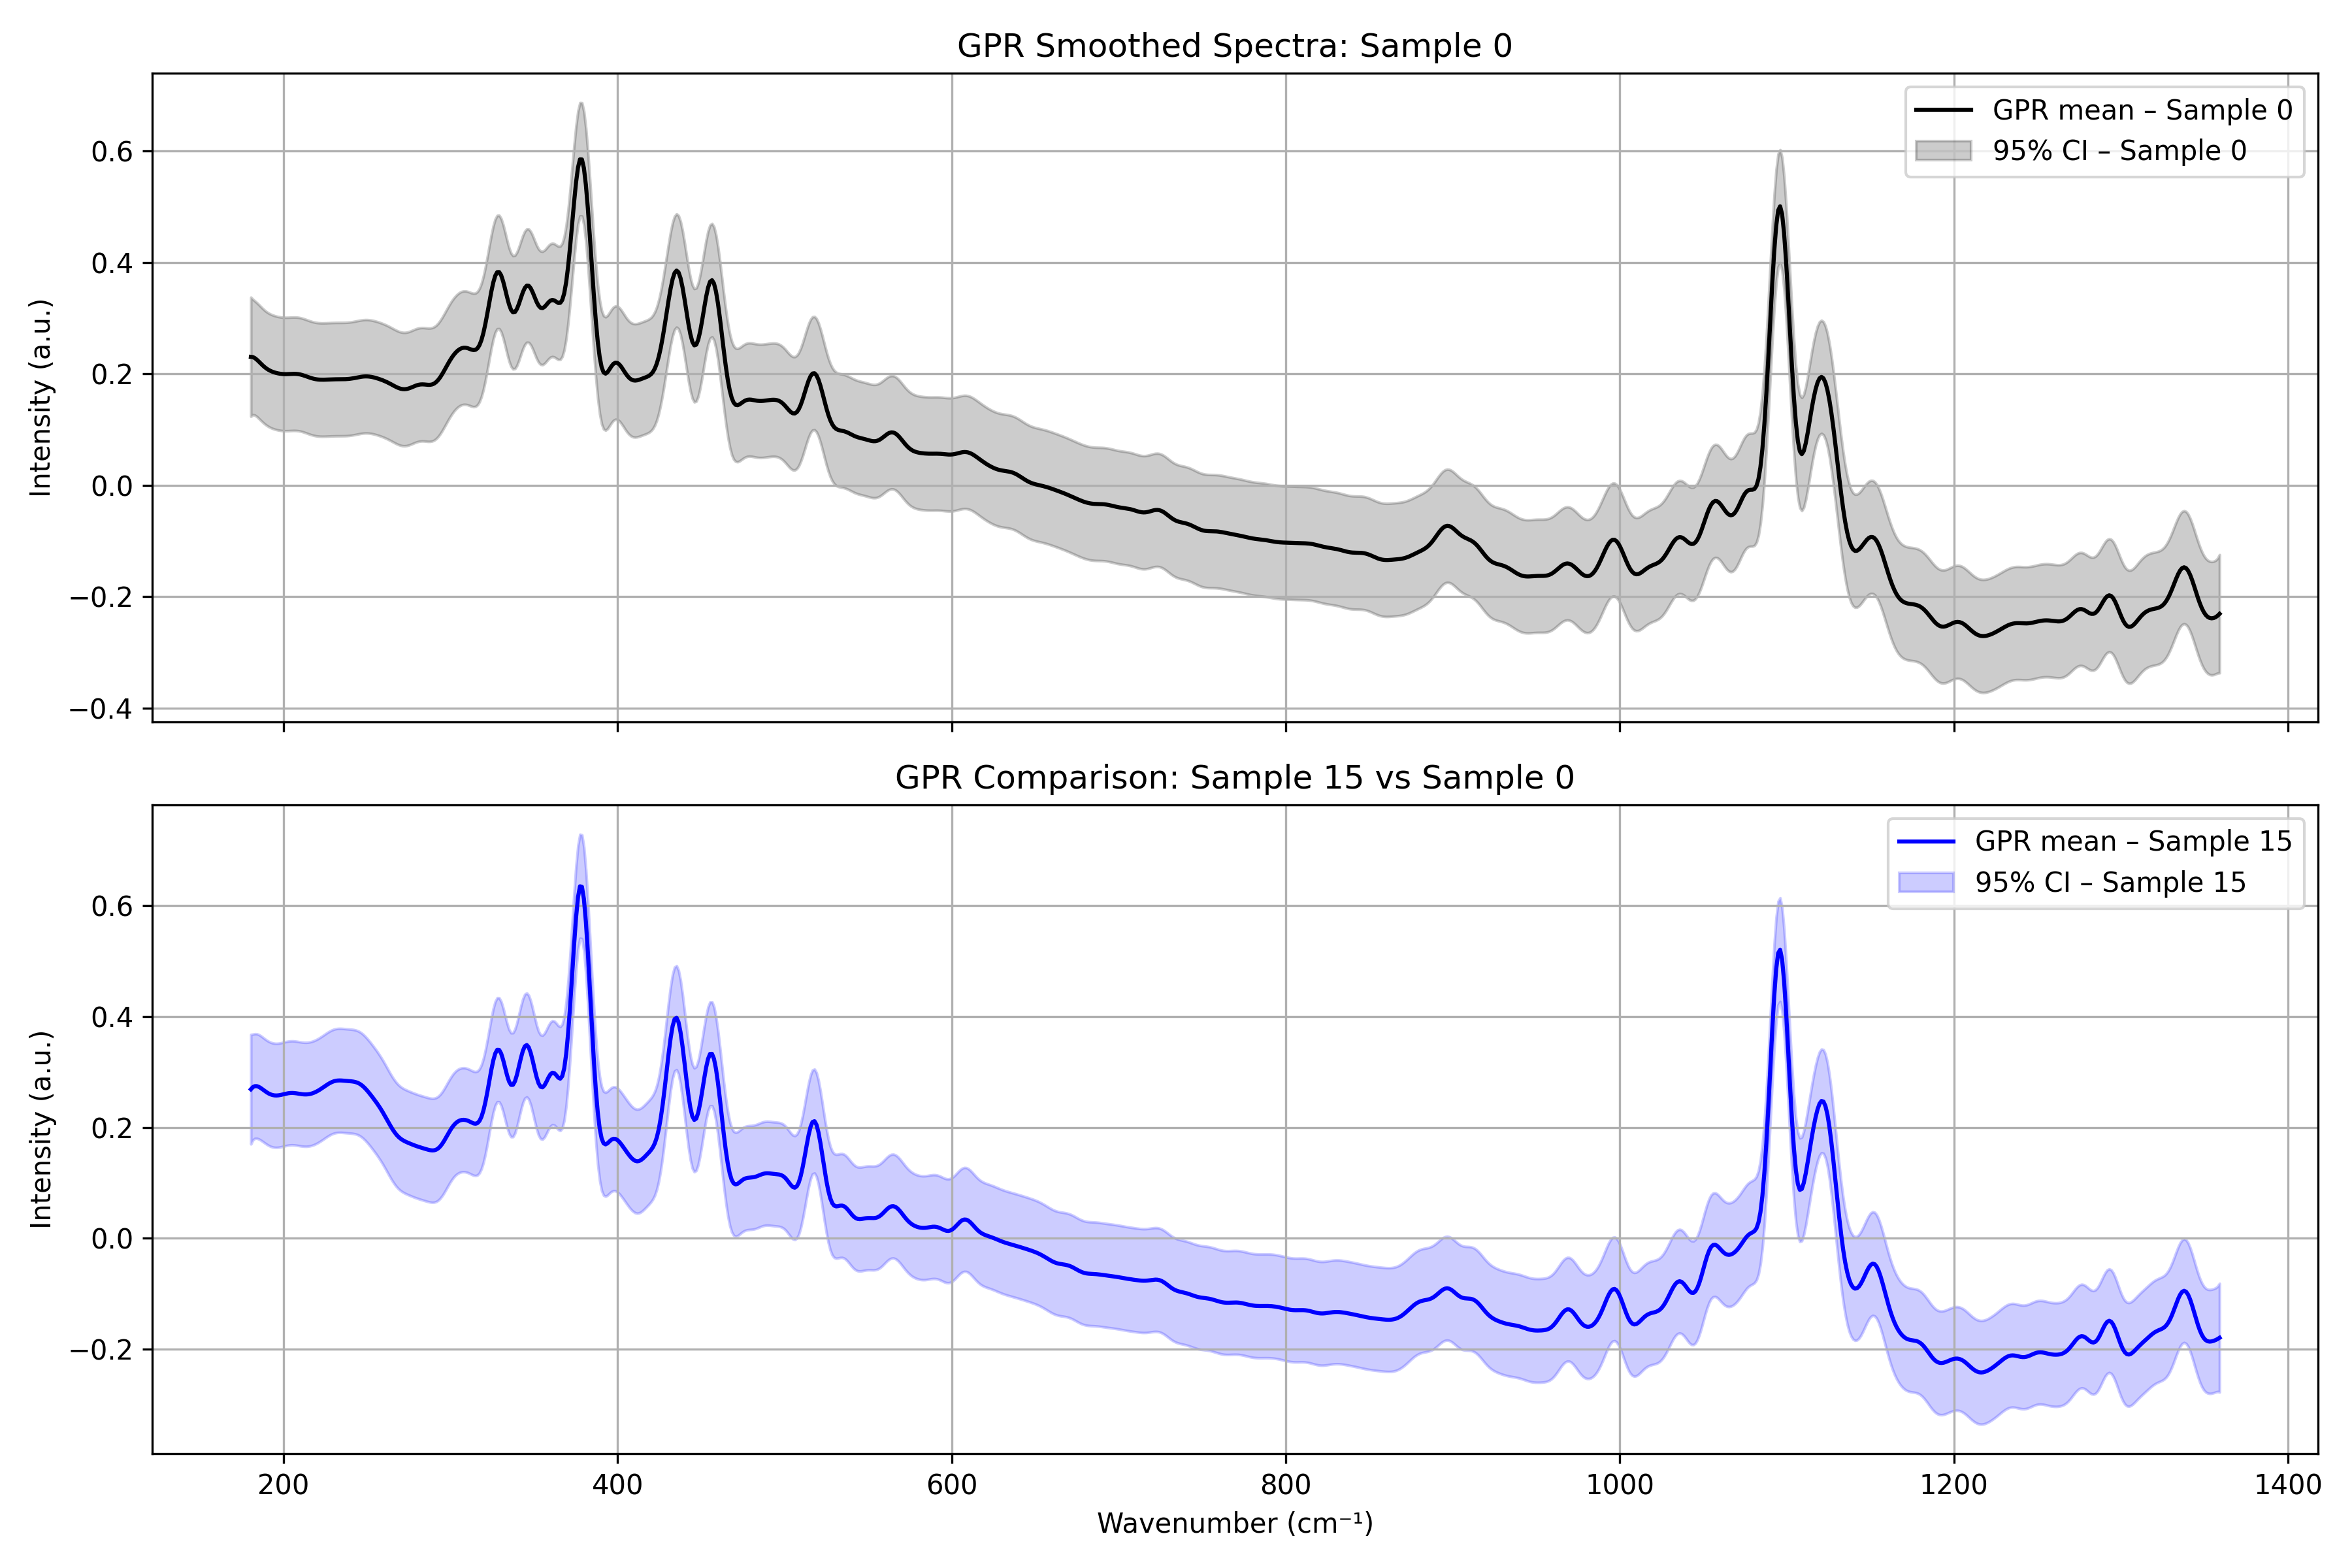 GPR Smoothed Spectra: Sample 0
GPR mean – Sample 0
95% CI – Sample 0
Intensity (a.u.)
0.6
0.4
0.2
0.0
−0.2
−0.4
GPR Comparison: Sample 15 vs Sample 0
GPR mean – Sample 15
95% CI – Sample 15
Intensity (a.u.)
0.6
0.4
0.2
0.0
−0.2
200 400 600 800 1000 1200 1400
Wavenumber (cm⁻¹)